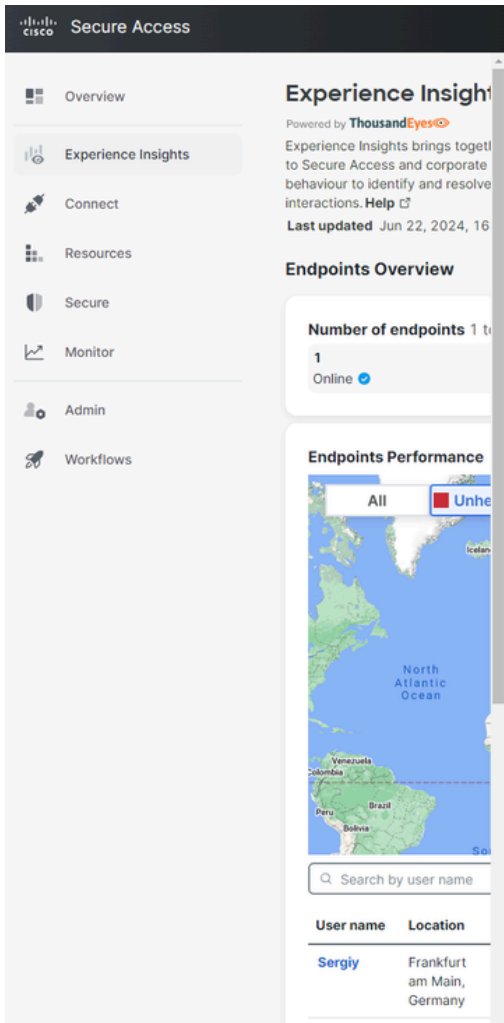 cisco Secure Access
Overview
Experience Insights
Connect
Resources
Secure
Monitor
Admin
Workflows
Experience Insight
Powered by ThousandEyes
Experience Insights brings togetl
to Secure Access and corporate
behaviour to identify and resolve
interactions. Help
Last updated Jun 22, 2024, 16
Endpoints Overview
Number of endpoints 1 to
1
Online
Endpoints Performance
All
Unhe
Icelan
North
Atlantic
Ocean
Venezuela
Colombia
Peru
Brazil
Bolivia
So
Search by user name
User name Location
Sergiy Frankfurt
am Main,
Germany